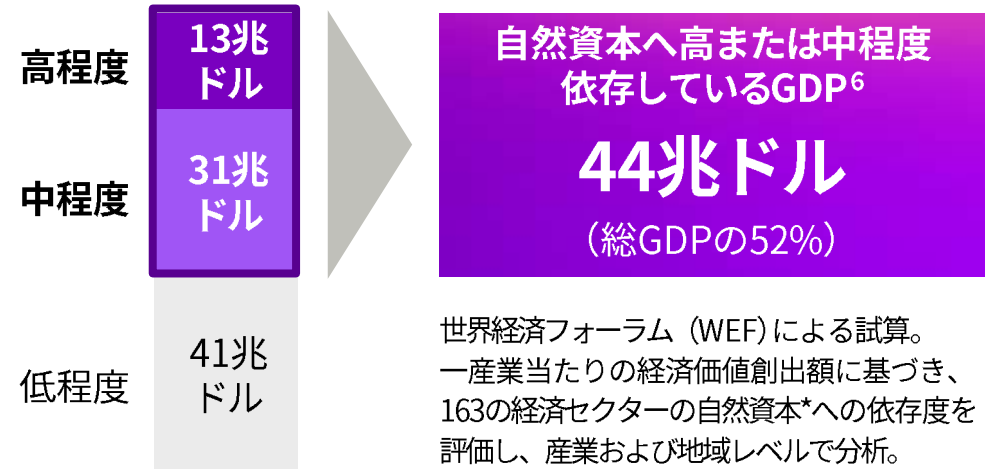 高程度
13兆
ドル
中程度
31兆
ドル
低程度
41兆
ドル
自然資本へ高または中程度
依存しているGDP⁶
44兆ドル
（総GDPの52%）
世界経済フォーラム（WEF）による試算。
一産業当たりの経済価値創出額に基づき、
163の経済セクターの自然資本*への依存度を
評価し、産業および地域レベルで分析。